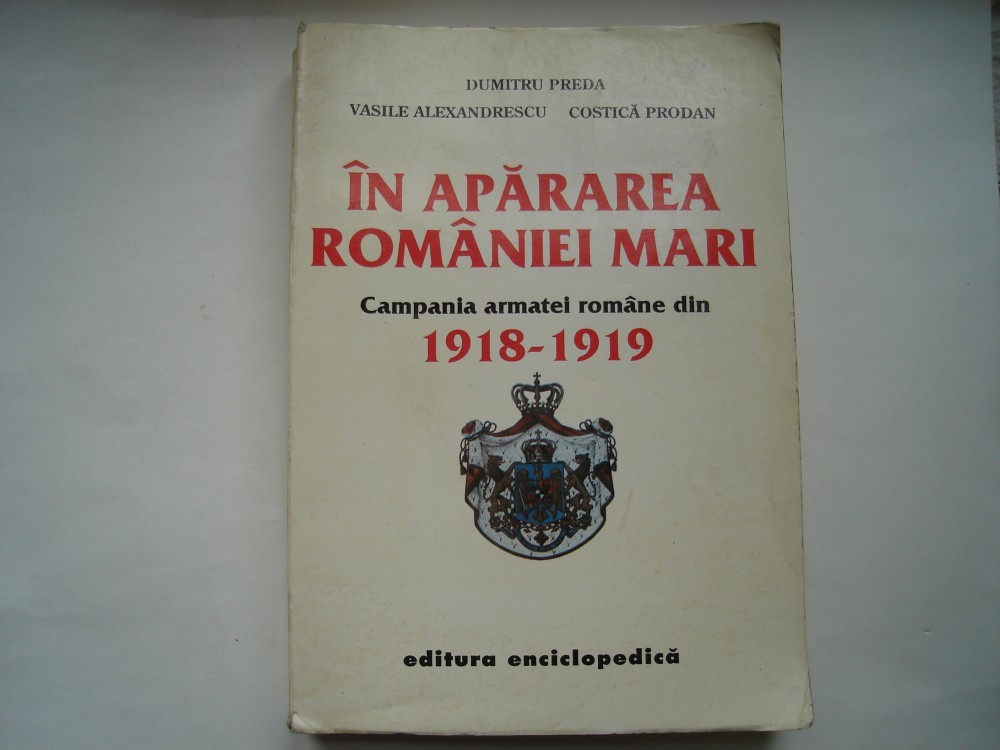 DUMITRU PREDA
VASILE ALEXANDRESCU COSTICĂ PRODAN
ÎN APĂRAREA
ROMÂNIEI MARI
Campania armatei române din
1918-1919
editura enciclopedică